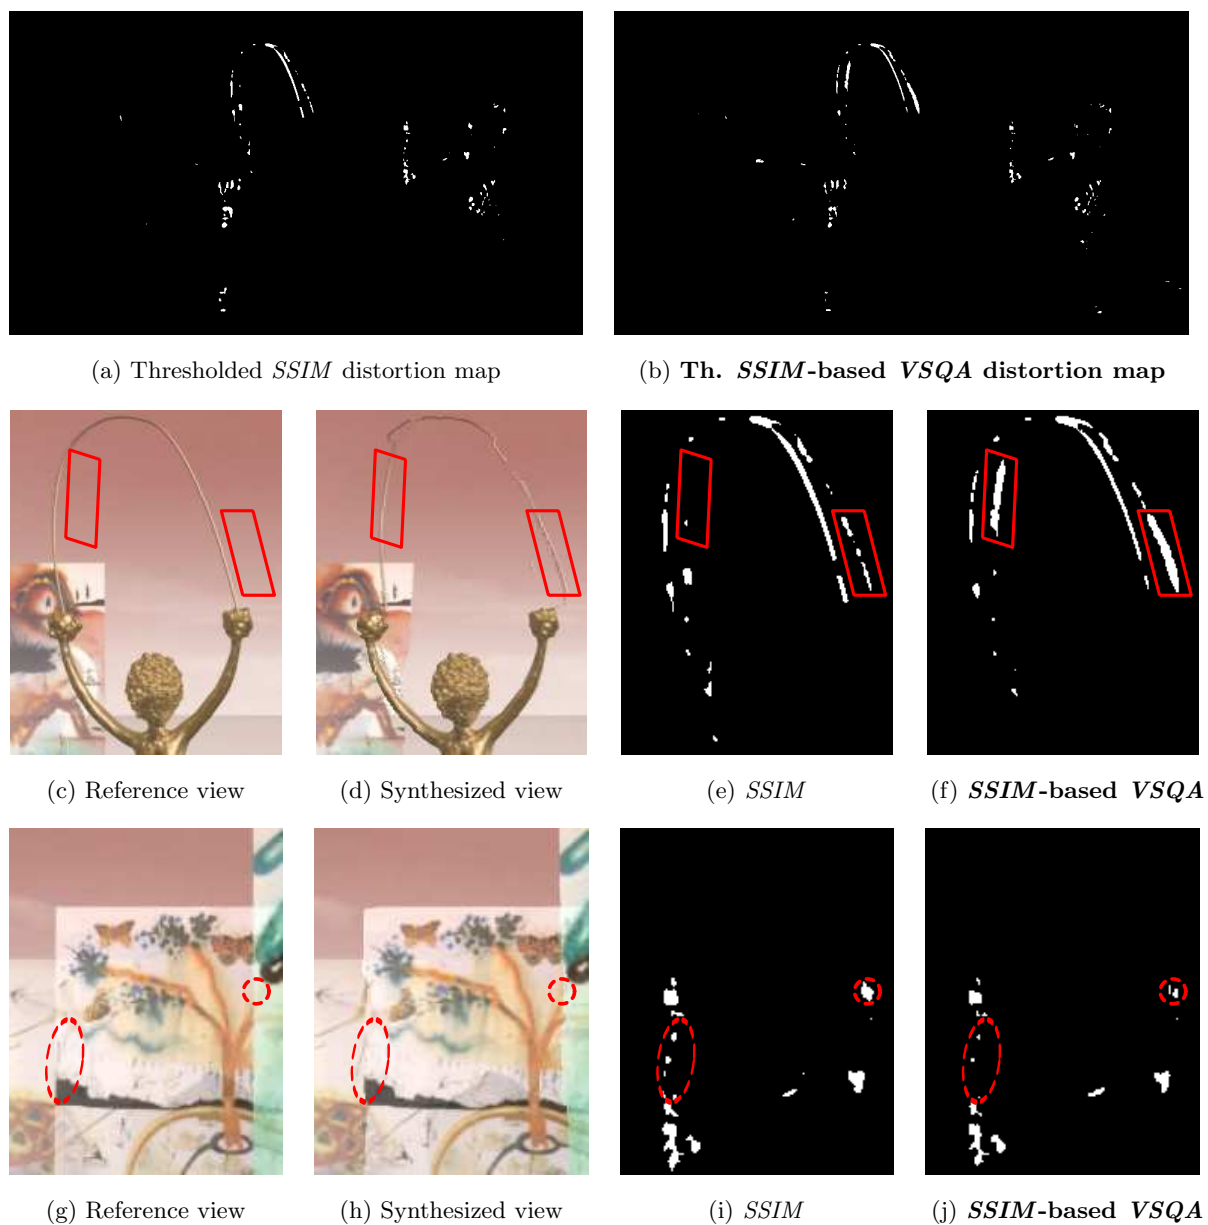 (a) Thresholded SSIM distortion map
(b) Th. SSIM-based VSQA distortion map
(c) Reference view
(d) Synthesized view
(e) SSIM
(f) SSIM-based VSQA
(g) Reference view
(h) Synthesized view
(i) SSIM
(j) SSIM-based VSQA